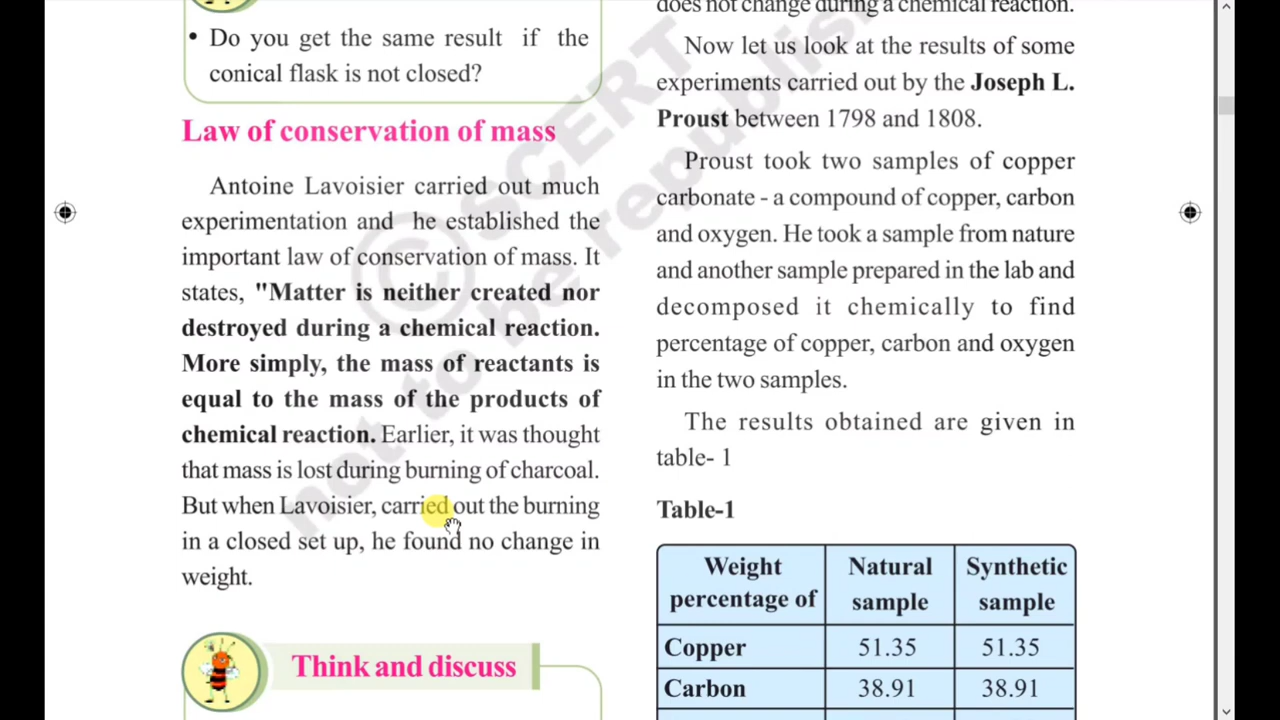 • Do you get the same result if the
conical flask is not closed?
Law of conservation of mass
Antoine Lavoisier carried out much
experimentation and he established the
important law of conservation of mass. It
states, "Matter is neither created nor
destroyed during a chemical reaction.
More simply, the mass of reactants is
equal to the mass of the products of
chemical reaction. Earlier, it was thought
that mass is lost during burning of charcoal.
But when Lavoisier, carried out the burning
in a closed set up, he found no change in
weight.
Think and discuss
does not change during a chemical reaction.
Now let us look at the results of some
experiments carried out by the Joseph L.
Proust between 1798 and 1808.
Proust took two samples of copper
carbonate - a compound of copper, carbon
and oxygen. He took a sample from nature
and another sample prepared in the lab and
decomposed it chemically to find
percentage of copper, carbon and oxygen
in the two samples.
The results obtained are given in
table- 1
Table-1
Weight percentage of Natural sample Synthetic sample
Copper 51.35 51.35
Carbon 38.91 38.91
© SCERT
not to be republish